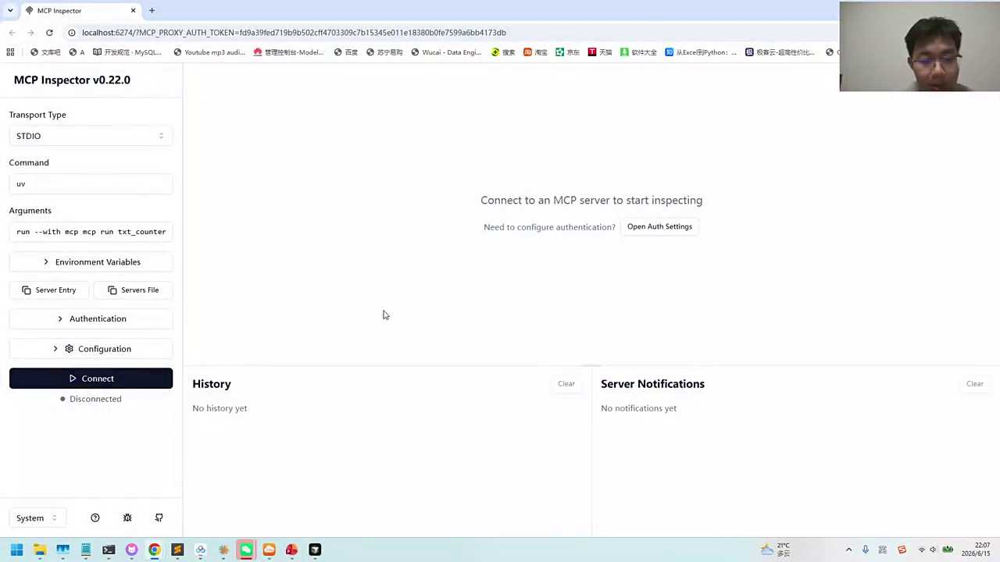 MCP Inspector
localhost:6274/?MCP_PROXY_AUTH_TOKEN=fd9a39fed719b9b502cff4703309c7b15345e011e18380b0fe7599a6bb4173db
文库吧 A 开发规范 · MySQL... Youtube mp3 audi... 管理控制台-Model... 百度 苏宁易购 Wucai - Data Engi... 搜索 淘宝 京东 天猫 软件大全 从Excel到Python：... 极客云-超高性价比...
MCP Inspector v0.22.0
Transport Type
STDIO
Command
uv
Arguments
run --with mcp mcp run txt_counter
Environment Variables
Server Entry
Servers File
Authentication
Configuration
Connect
Disconnected
System
Connect to an MCP server to start inspecting
Need to configure authentication? Open Auth Settings
History
Clear
No history yet
Server Notifications
Clear
No notifications yet
21°C
多云
22:07
2026/6/15